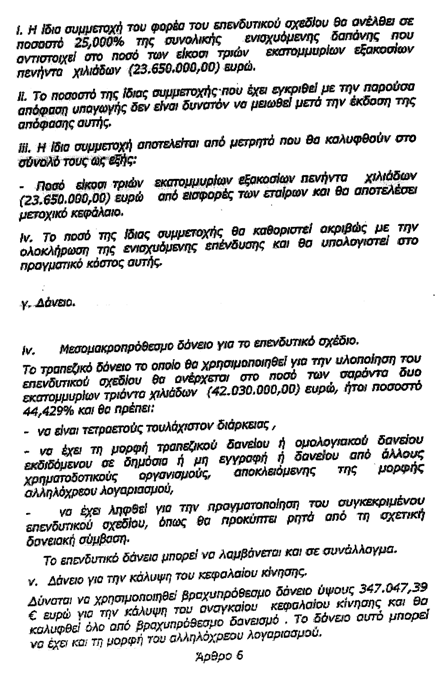 i. Η ίδια συμμετοχή του φορέα του επενδυτικού σχεδίου θα ανέλθει σε
ποσοστό 25,000% της συνολικής ενισχυόμενης δαπάνης που
αντιστοιχεί στο ποσό των είκοσι τριών εκατομμυρίων εξακοσίων
πενήντα χιλιάδων (23.650.000,00) ευρώ.
ii. Το ποσοστό της ίδιας συμμετοχής που έχει εγκριθεί με την παρούσα
απόφαση υπαγωγής δεν είναι δυνατόν να μειωθεί μετά την έκδοση της
απόφασης αυτής.
iii. Η ίδια συμμετοχή αποτελείται από μετρητά που θα καλυφθούν στο
σύνολό τους ως εξής:
- Ποσό είκοσι τριών εκατομμυρίων εξακοσίων πενήντα χιλιάδων
(23.650.000,00) ευρώ από εισφορές των εταίρων και θα αποτελέσει
μετοχικό κεφάλαιο.
iv. Το ποσό της ίδιας συμμετοχής θα καθοριστεί ακριβώς με την
ολοκλήρωση της ενισχυόμενης επένδυσης και θα υπολογιστεί στο
πραγματικό κόστος αυτής.
γ. Δάνειο.
iv. Μεσομακροπρόθεσμο δάνειο για το επενδυτικό σχέδιο.
Το τραπεζικό δάνειο το οποίο θα χρησιμοποιηθεί για την υλοποίηση του
επενδυτικού σχεδίου θα ανέρχεται στο ποσό των σαράντα δυο
εκατομμυρίων τριάντα χιλιάδων (42.030.000,00) ευρώ, ήτοι ποσοστό
44,429% και θα πρέπει:
- να είναι τετραετούς τουλάχιστον διάρκειας ,
- να έχει τη μορφή τραπεζικού δανείου ή ομολογιακού δανείου
εκδιδόμενου σε δημόσια ή μη εγγραφή ή δανείου από άλλους
χρηματοδοτικούς οργανισμούς, αποκλειόμενης της μορφής
αλληλόχρεου λογαριασμού,
- να έχει ληφθεί για την πραγματοποίηση του συγκεκριμένου
επενδυτικού σχεδίου, όπως θα προκύπτει ρητά από τη σχετική
δανειακή σύμβαση.
Το επενδυτικό δάνειο μπορεί να λαμβάνεται και σε συνάλλαγμα.
v. Δάνειο για την κάλυψη του κεφαλαίου κίνησης.
Δύναται να χρησιμοποιηθεί βραχυπρόθεσμο δάνειο ύψους 347.047,39
€ ευρώ για την κάλυψη του αναγκαίου κεφαλαίου κίνησης και θα
καλυφθεί όλο από βραχυπρόθεσμο δανεισμό . Το δάνειο αυτό μπορεί
να έχει και τη μορφή του αλληλόχρεου λογαριασμού.
Άρθρο 6